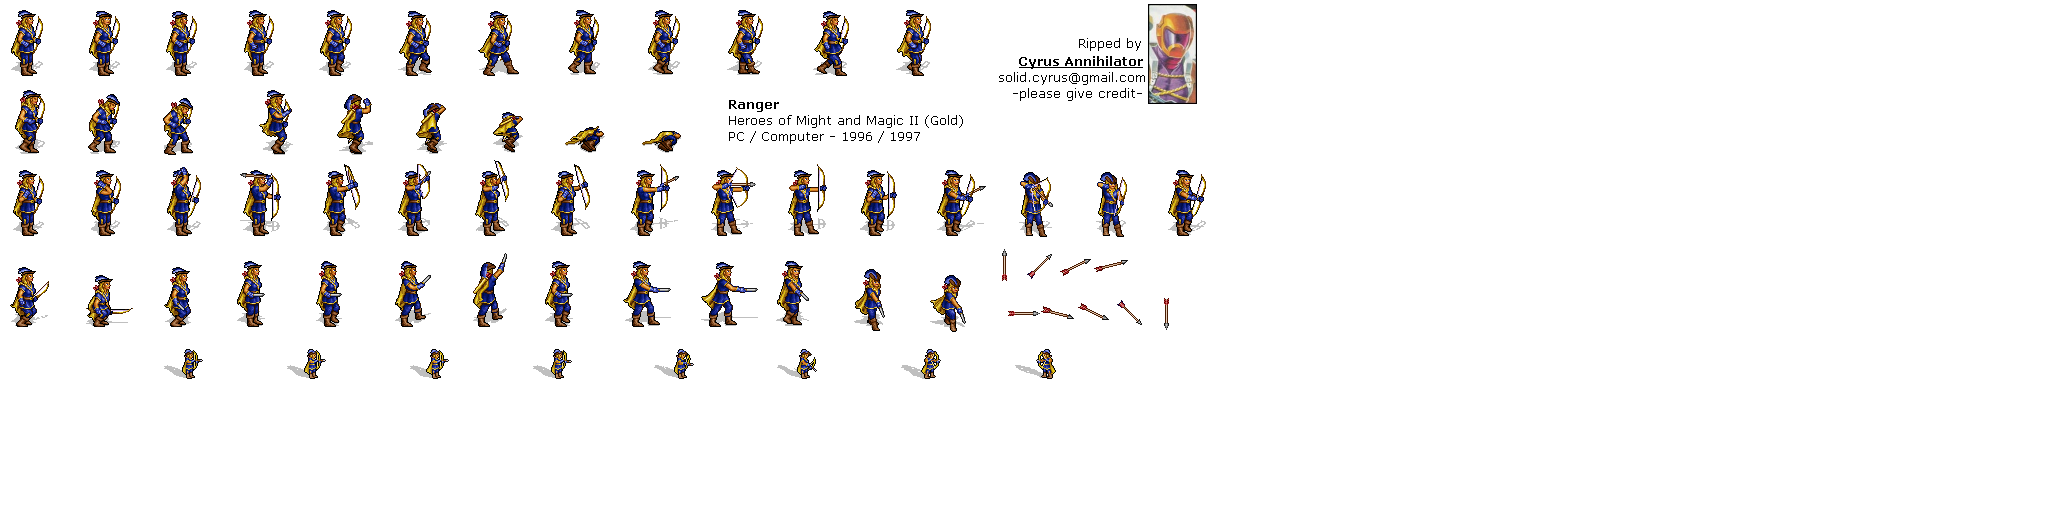 Ripped by
Cyrus Annihilator
solid.cyrus@gmail.com
-please give credit-
Ranger
Heroes of Might and Magic II (Gold)
PC / Computer - 1996 / 1997